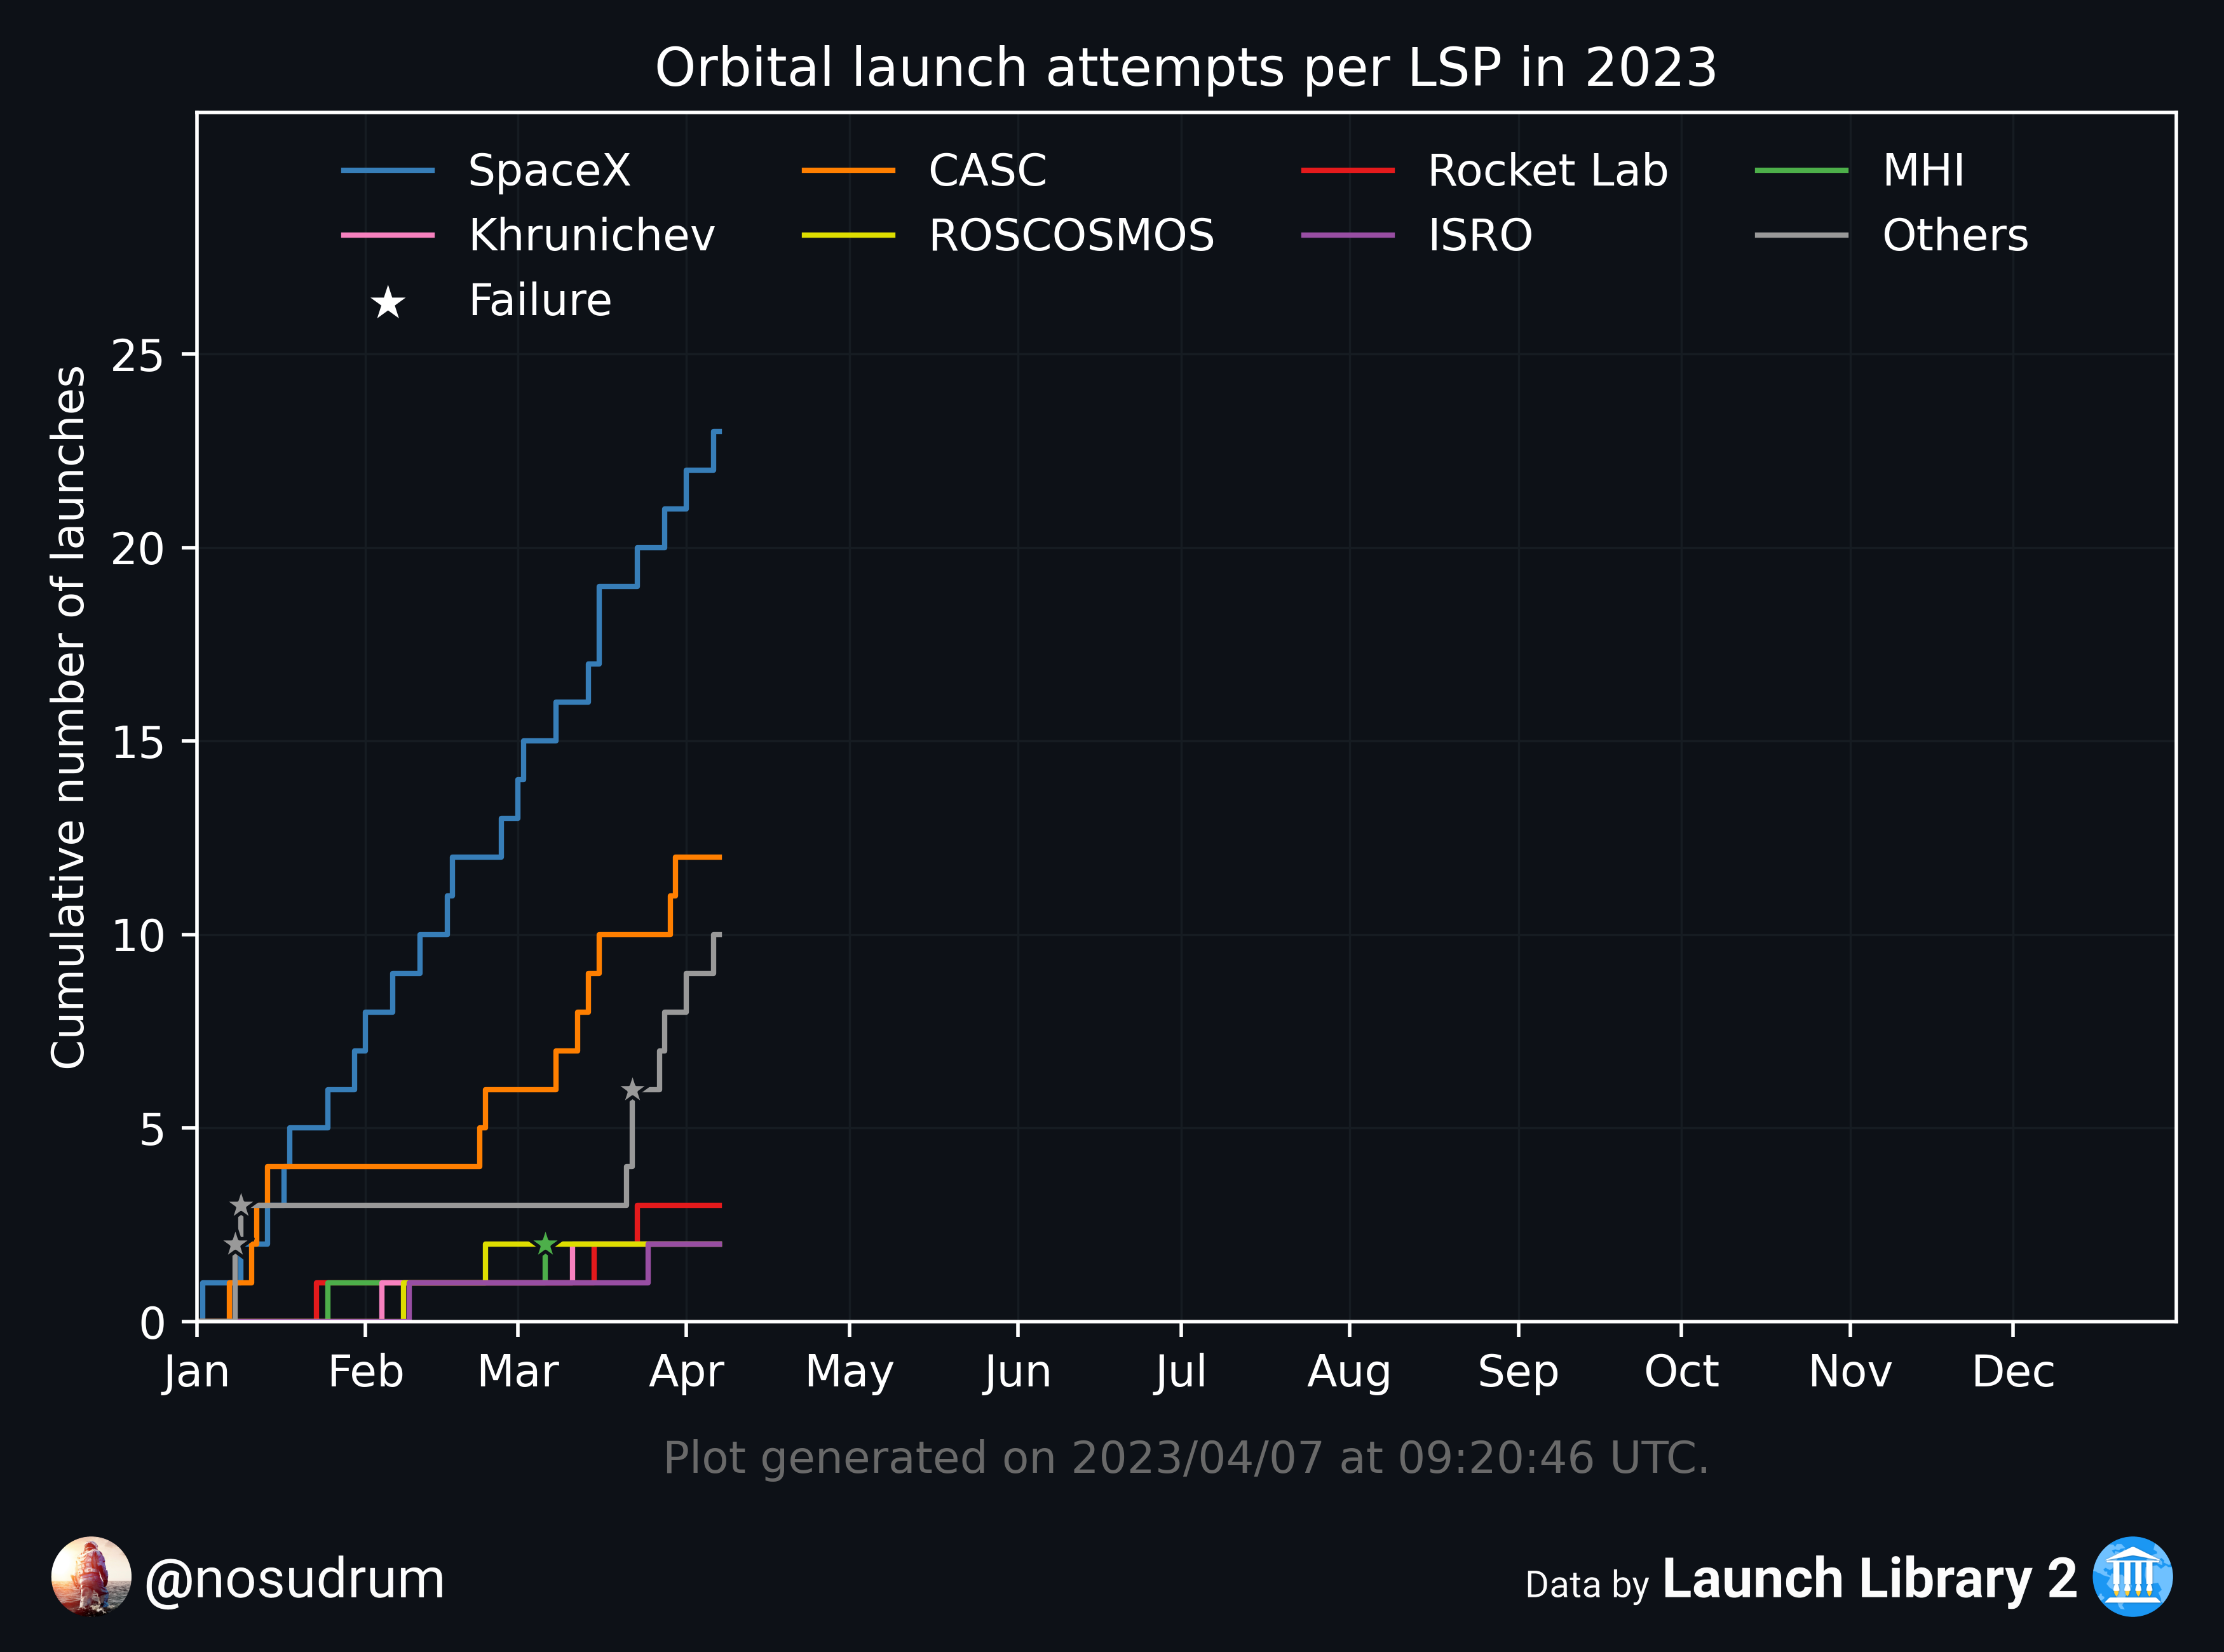 Orbital launch attempts per LSP in 2023
SpaceX CASC Rocket Lab MHI
Khrunichev ROSCOSMOS ISRO Others
Failure
Cumulative number of launches
25
20
15
10
5
0
Jan Feb Mar Apr May Jun Jul Aug Sep Oct Nov Dec
Plot generated on 2023/04/07 at 09:20:46 UTC.
@nosudrum
Data by Launch Library 2